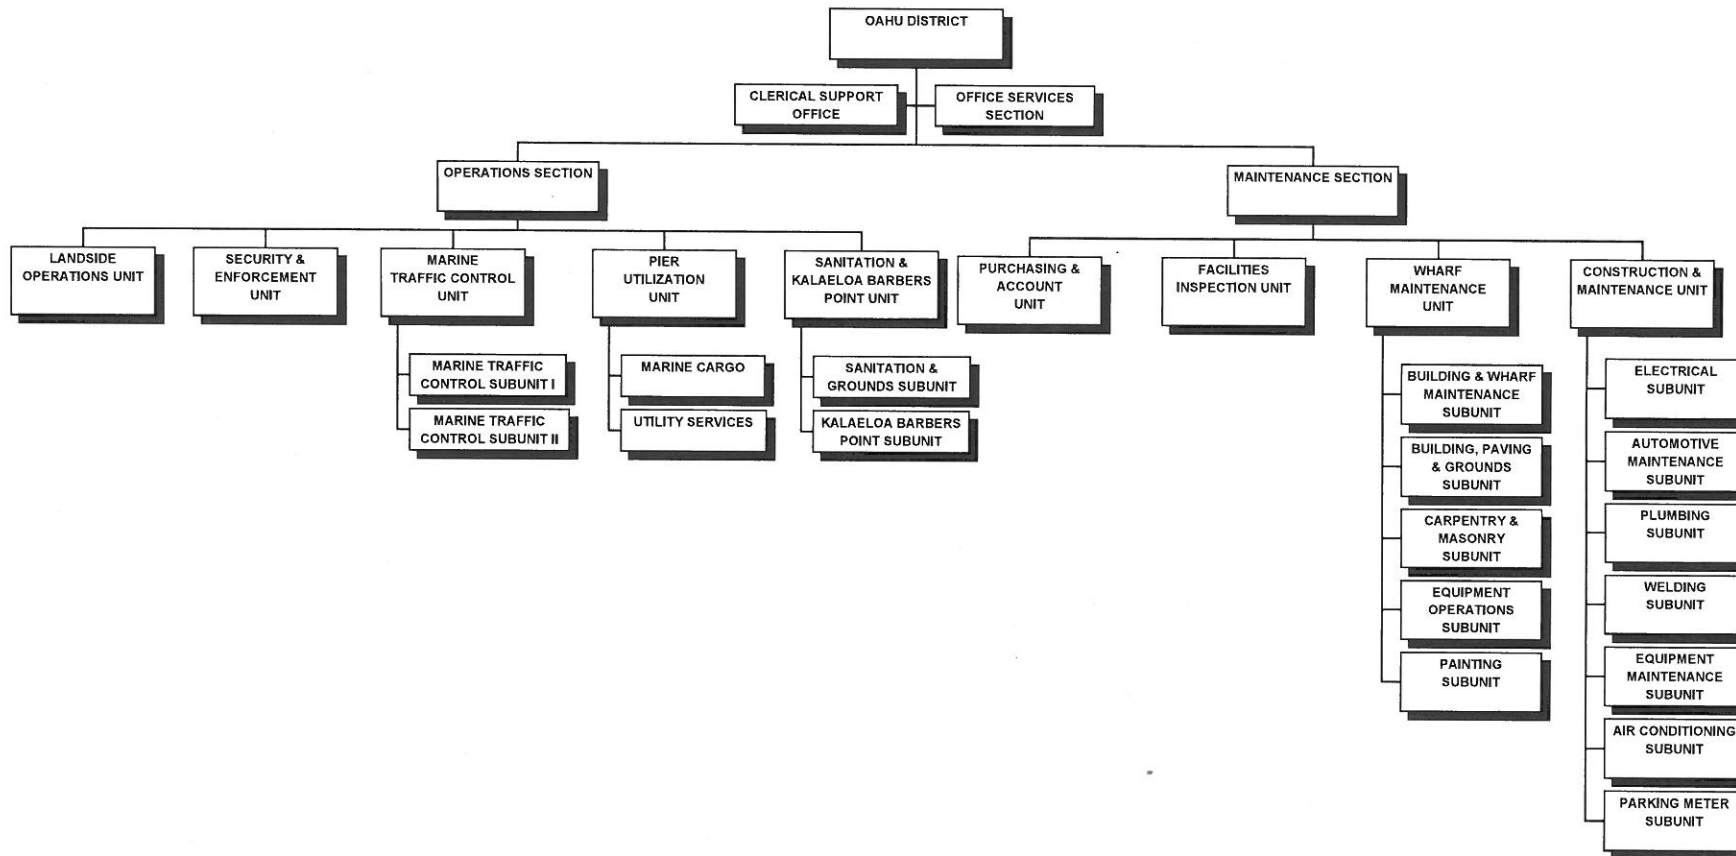 OAHU DISTRICT
CLERICAL SUPPORT
OFFICE
OFFICE SERVICES
SECTION
OPERATIONS SECTION
MAINTENANCE SECTION
LANDSIDE
OPERATIONS UNIT
SECURITY &
ENFORCEMENT
UNIT
MARINE
TRAFFIC CONTROL
UNIT
PIER
UTILIZATION
UNIT
SANITATION &
KALAELOA BARBERS
POINT UNIT
PURCHASING &
ACCOUNT
UNIT
FACILITIES
INSPECTION UNIT
WHARF
MAINTENANCE
UNIT
CONSTRUCTION &
MAINTENANCE UNIT
MARINE TRAFFIC
CONTROL SUBUNIT I
MARINE TRAFFIC
CONTROL SUBUNIT II
MARINE CARGO
UTILITY SERVICES
SANITATION &
GROUNDS SUBUNIT
KALAELOA BARBERS
POINT SUBUNIT
BUILDING & WHARF
MAINTENANCE
SUBUNIT
BUILDING, PAVING
& GROUNDS
SUBUNIT
CARPENTRY &
MASONRY
SUBUNIT
EQUIPMENT
OPERATIONS
SUBUNIT
PAINTING
SUBUNIT
ELECTRICAL
SUBUNIT
AUTOMOTIVE
MAINTENANCE
SUBUNIT
PLUMBING
SUBUNIT
WELDING
SUBUNIT
EQUIPMENT
MAINTENANCE
SUBUNIT
AIR CONDITIONING
SUBUNIT
PARKING METER
SUBUNIT